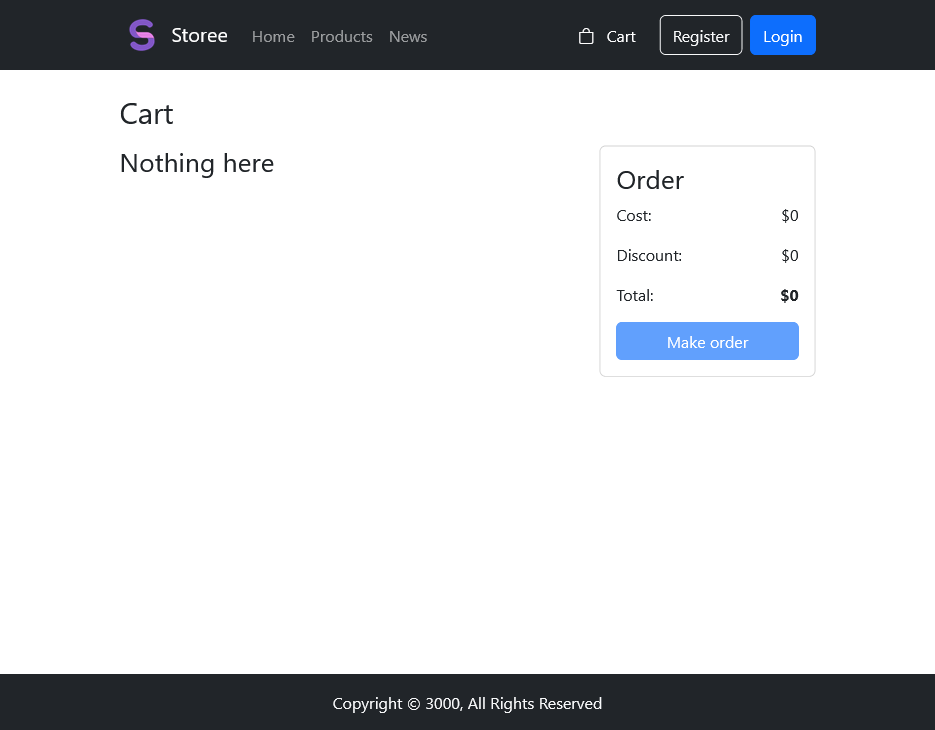 Storee Home Products News Cart Register Login
Cart
Nothing here
Order
Cost: $0
Discount: $0
Total: $0
Make order
Copyright © 3000, All Rights Reserved